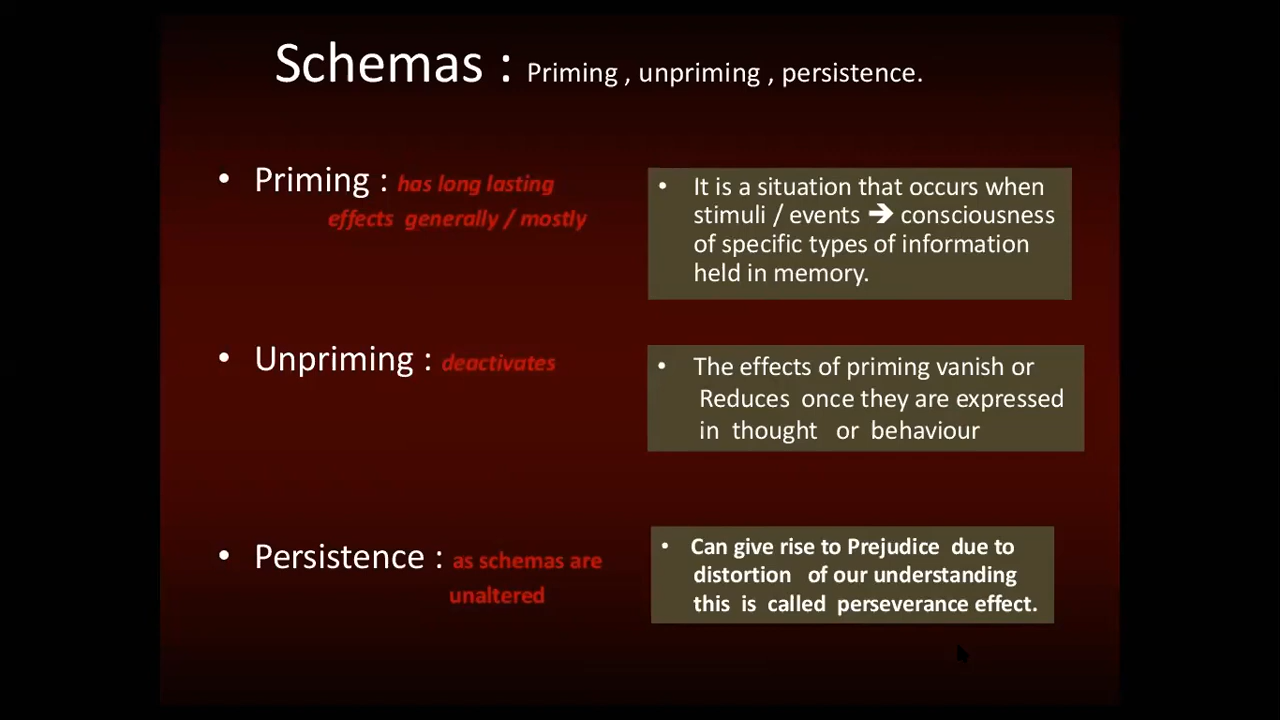 Schemas : Priming , unpriming , persistence.
• Priming : has long lasting
effects generally / mostly
• It is a situation that occurs when
stimuli / events ➔ consciousness
of specific types of information
held in memory.
• Unpriming : deactivates
• The effects of priming vanish or
Reduces once they are expressed
in thought or behaviour
• Persistence : as schemas are
unaltered
• Can give rise to Prejudice due to
distortion of our understanding
this is called perseverance effect.